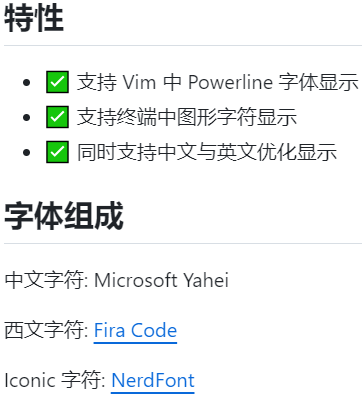 特性
✅ 支持 Vim 中 Powerline 字体显示
✅ 支持终端中图形字符显示
✅ 同时支持中文与英文优化显示
字体组成
中文字符: Microsoft Yahei
西文字符: Fira Code
Iconic 字符: NerdFont